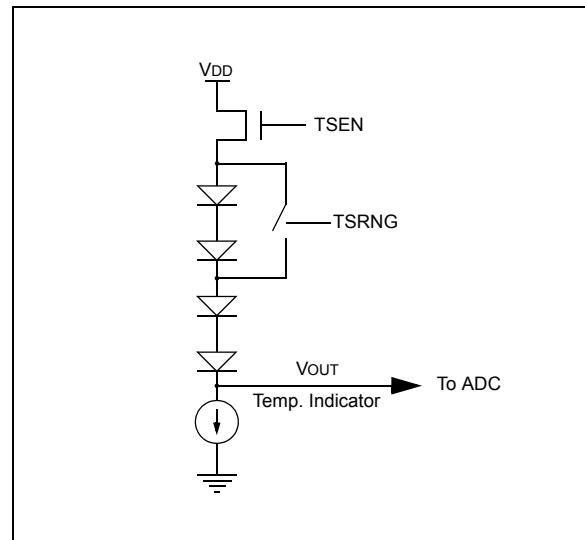 VDD
TSEN
TSRNG
VOUT
To ADC
Temp. Indicator